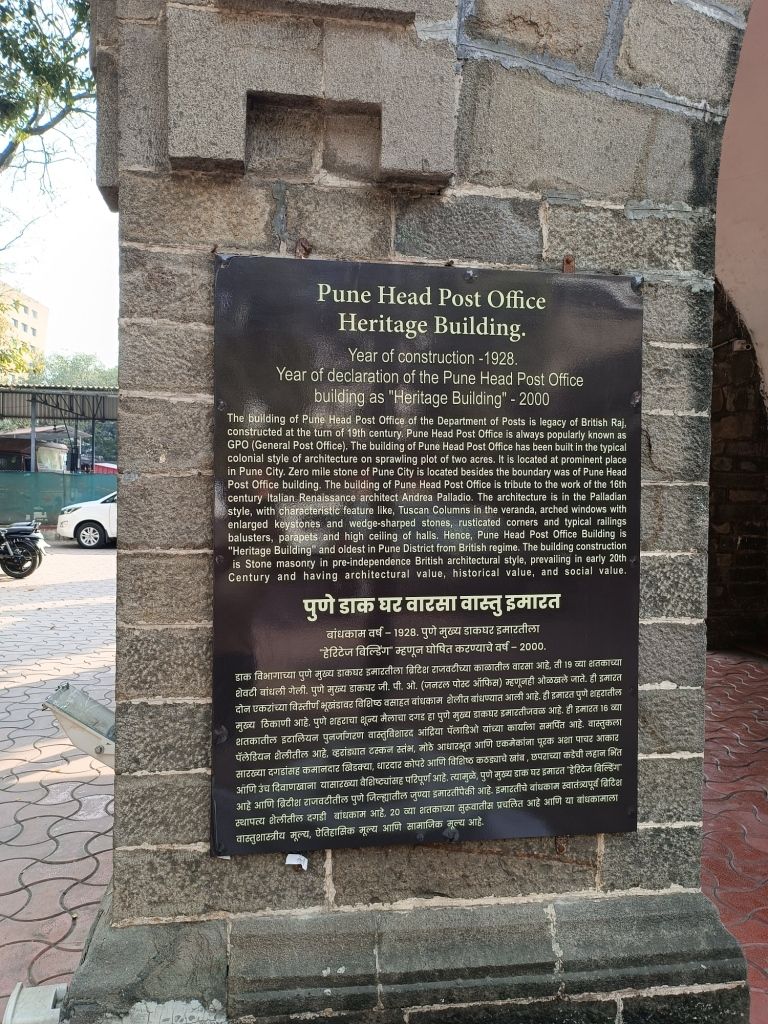 Pune Head Post Office
Heritage Building.
Year of construction -1928.
Year of declaration of the Pune Head Post Office
building as "Heritage Building" - 2000
The building of Pune Head Post Office of the Department of Posts is legacy of British Raj,
constructed at the turn of 19th century. Pune Head Post Office is always popularly known as
GPO (General Post Office). The building of Pune Head Post Office has been built in the typical
colonial style of architecture on sprawling plot of two acres. It is located at prominent place
in Pune City. Zero mile stone of Pune City is located besides the boundary was of Pune Head
Post Office building. The building of Pune Head Post Office is tribute to the work of the 16th
century Italian Renaissance architect Andrea Palladio. The architecture is in the Palladian
style, with characteristic feature like, Tuscan Columns in the veranda, arched windows with
enlarged keystones and wedge-sharped stones, rusticated corners and typical railings
balusters, parapets and high ceiling of halls. Hence, Pune Head Post Office Building is
"Heritage Building" and oldest in Pune District from British regime. The building construction
is Stone masonry in pre-independence British architectural style, prevailing in early 20th
Century and having architectural value, historical value, and social value.
पुणे डाक घर वारसा वास्तु इमारत
बांधकाम वर्ष – 1928. पुणे मुख्य डाकघर इमारतीला
"हेरिटेज बिल्डिंग" म्हणून घोषित करण्याचे वर्ष – 2000.
डाक विभागाच्या पुणे मुख्य डाकघर इमारतीला ब्रिटिश राजवटीच्या काळातील वारसा आहे, ती 19 व्या शतकाच्या
शेवटी बांधली गेली. पुणे मुख्य डाकघर जी. पी. ओ. (जनरल पोस्ट ऑफिस) म्हणूनही ओळखले जाते. ही इमारत
दोन एकरांच्या विस्तीर्ण भूखंडावर विशिष्ट वसाहत बांधकाम शैलीत बांधण्यात आली आहे. ही इमारत पुणे शहरातील
मुख्य ठिकाणी आहे. पुणे शहराचा शून्य मैलाचा दगड हा पुणे मुख्य डाकघर इमारतीजवळ आहे. ही इमारत 16 व्या
शतकातील इटालियन पुनर्जागरण वास्तुविशारद आंद्रिया पॅलाडिओ यांच्या कार्याला समर्पित आहे. वास्तुकला
पॅलेडियन शैलीतील आहे, व्हरांड्यात टस्कन स्तंभ, मोठे आधारभूत आणि एकमेकांना पूरक अशा पाचर आकार
सारख्या दगडांसह कमानदार खिडक्या, धारदार कोपरे आणि विशिष्ट कठड्याचे खांब , छपराच्या कडेची लहान भिंत
आणि उंच दिवाणखाना यासारख्या वैशिष्ट्यांसह परिपूर्ण आहे. त्यामुळे, पुणे मुख्य डाक घर इमारत "हेरिटेज बिल्डिंग"
आहे आणि ब्रिटीश राजवटीतील पुणे जिल्ह्यातील जुण्या इमारतींपैकी आहे. इमारतीचे बांधकाम स्वातंत्र्यपूर्व ब्रिटिश
स्थापत्य शैलीतील दगडी बांधकाम आहे, 20 व्या शतकाच्या सुरुवातीस प्रचलित आहे आणि या बांधकामाला
वास्तुशास्त्रीय मूल्य, ऐतिहासिक मूल्य आणि सामाजिक मूल्य आहे.